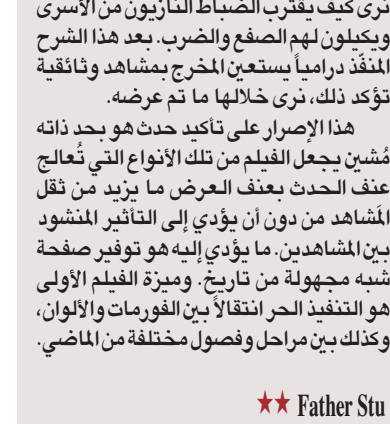 نرى كيف يقترب الضباط النازيون من الأسرى
ويكيلون لهم الصفع والضرب. بعد هذا الشرح
المنفّذ درامياً يستعين المخرج بمشاهد وثائقية
تؤكد ذلك، نرى خلالها ما تم عرضه.
هذا الإصرار على تأكيد حدث هو بحد ذاته
مُشين يجعل الفيلم من تلك الأنواع التي تُعالج
عنف الحدث بعنف العرض ما يزيد من ثقل
المَشاهد من دون أن يؤدي إلى التأثير المنشود
بين المشاهدين. ما يؤدي إليه هو توفير صفحة
شبه مجهولة من تاريخ. وميزة الفيلم الأولى
هو التنفيذ الحر انتقالاً بين الفورمات والألوان،
وكذلك بين مراحل وفصول مختلفة من الماضي.
★★ Father Stu